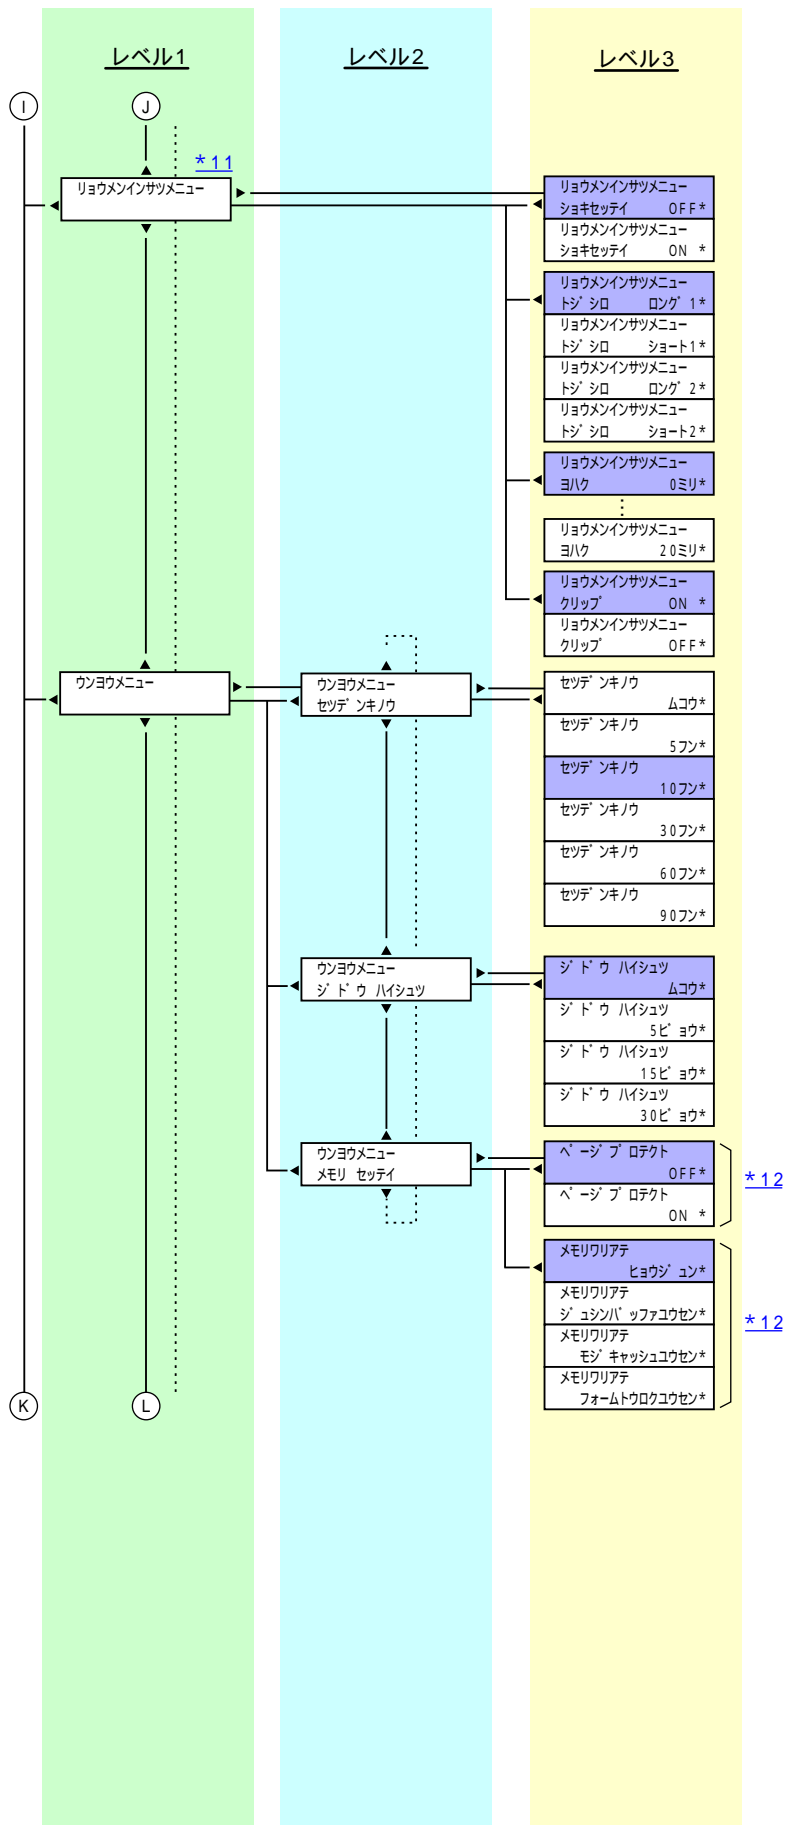 レベル1
レベル2
レベル3
I
J
*11
リョウメンインサツメニュー
リョウメンインサツメニュー
ショキセッテイ OFF*
リョウメンインサツメニュー
ショキセッテイ ON *
リョウメンインサツメニュー
トジシロ ロング1*
リョウメンインサツメニュー
トジシロ ショート1*
リョウメンインサツメニュー
トジシロ ロング2*
リョウメンインサツメニュー
トジシロ ショート2*
リョウメンインサツメニュー
ヨハク 0ミリ*
リョウメンインサツメニュー
ヨハク 20ミリ*
リョウメンインサツメニュー
クリップ ON *
リョウメンインサツメニュー
クリップ OFF*
ウンヨウメニュー
ウンヨウメニュー
セツデンキノウ
セツデンキノウ
ムコウ*
セツデンキノウ
5フン*
セツデンキノウ
10フン*
セツデンキノウ
30フン*
セツデンキノウ
60フン*
セツデンキノウ
90フン*
ウンヨウメニュー
ジドウ ハイシュツ
ジドウ ハイシュツ
ムコウ*
ジドウ ハイシュツ
5ビョウ*
ジドウ ハイシュツ
15ビョウ*
ジドウ ハイシュツ
30ビョウ*
ウンヨウメニュー
メモリ セッテイ
ページプロテクト
OFF*
ページプロテクト
ON *
*12
メモリワリアテ
ヒョウジュン*
メモリワリアテ
ジュシンバッファユウセン*
メモリワリアテ
モジキャッシュユウセン*
メモリワリアテ
フォームトウロクユウセン*
*12
K
L